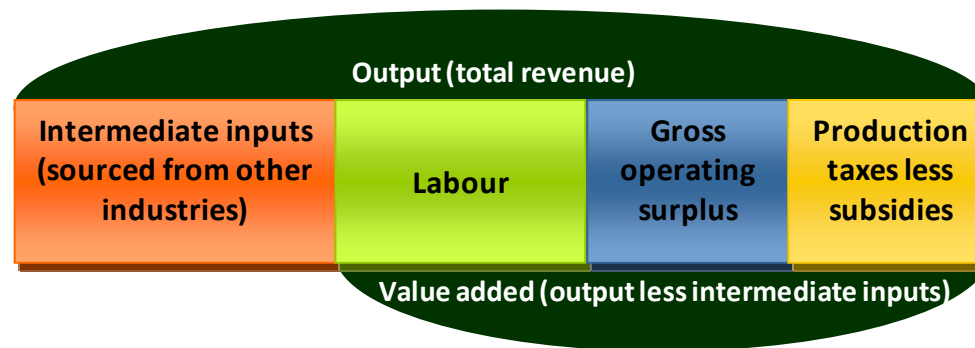 Output (total revenue)
Intermediate inputs
(sourced from other
industries)
Labour
Gross
operating
surplus
Production
taxes less
subsidies
Value added (output less intermediate inputs)